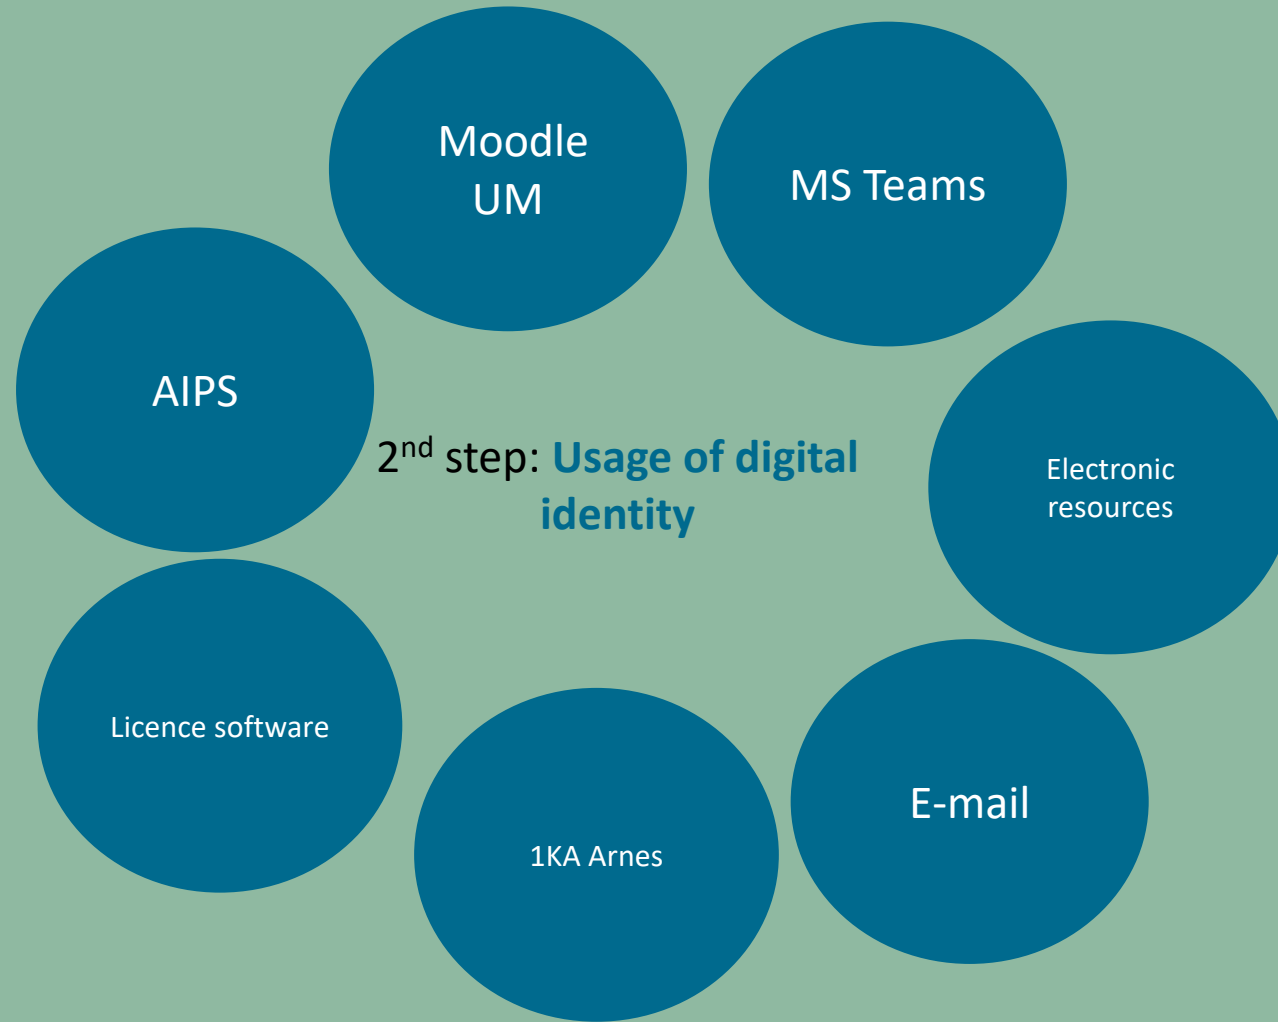 Moodle
UM
MS Teams
AIPS
2nd step: Usage of digital
identity
Electronic
resources
Licence software
E-mail
1KA Arnes